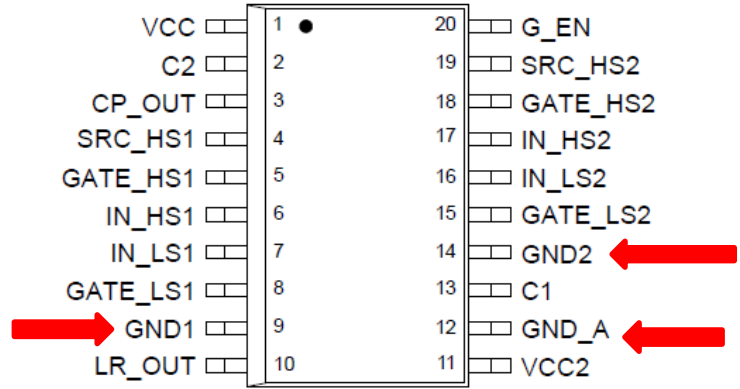 VCC 1 20 G_EN
C2 2 19 SRC_HS2
CP_OUT 3 18 GATE_HS2
SRC_HS1 4 17 IN_HS2
GATE_HS1 5 16 IN_LS2
IN_HS1 6 15 GATE_LS2
IN_LS1 7 14 GND2
GATE_LS1 8 13 C1
GND1 9 12 GND_A
LR_OUT 10 11 VCC2